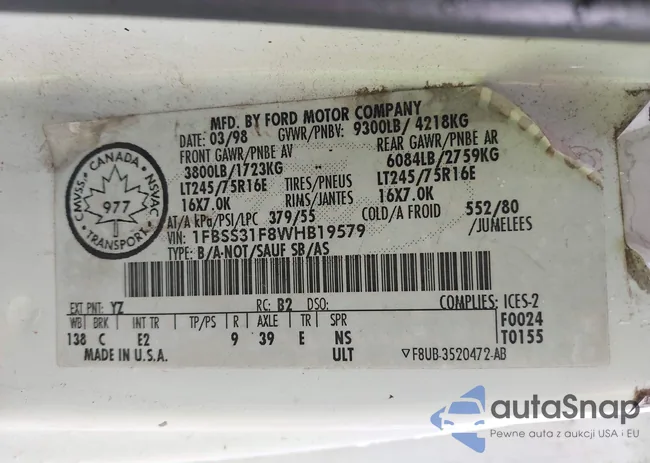 MFD. BY FORD MOTOR COMPANY
DATE: 03/98 GVWR/PNBV: 9300LB/ 4218KG
FRONT GAWR/PNBE AV REAR GAWR/PNBE AR
3800LB/1723KG 6084LB/2759KG
LT245/75R16E TIRES/PNEUS LT245/75R16E
16X7.0K RIMS/JANTES 16X7.0K
AT/A kPa/PSI/LPC 379/55 COLD/A FROID 552/80
/JUMELEES
VIN: 1FBSS31F8WHB19579
TYPE: B/A-NOT/SAUF SB/AS
CANADA
CMVSS. NSVAC
977
TRANSPORT
EXT PNT: YZ RC: B2 DSO: COMPLIES: ICES-2
WB BRK INT TR TP/PS R AXLE TR SPR F0024
138 C E2 9 39 E NS T0155
MADE IN U.S.A. ULT ▽F8UB-3520472-AB
autoSnap
Pewne auta z aukcji USA i EU